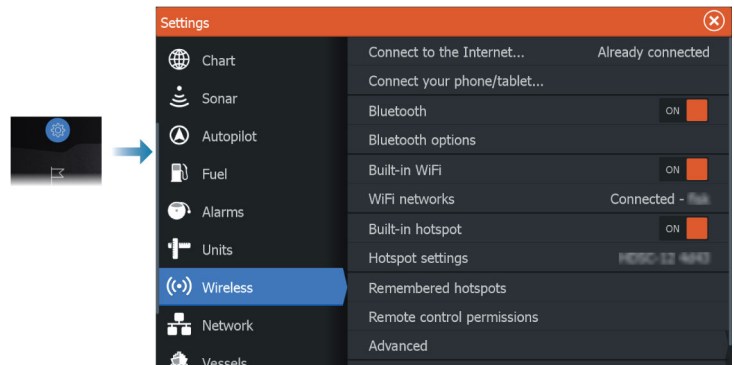 Settings
Chart
Sonar
Autopilot
Fuel
Alarms
Units
Wireless
Network
Vessels
Connect to the Internet... Already connected
Connect your phone/tablet...
Bluetooth ON
Bluetooth options
Built-in WiFi ON
WiFi networks Connected -
Built-in hotspot ON
Hotspot settings
Remembered hotspots
Remote control permissions
Advanced